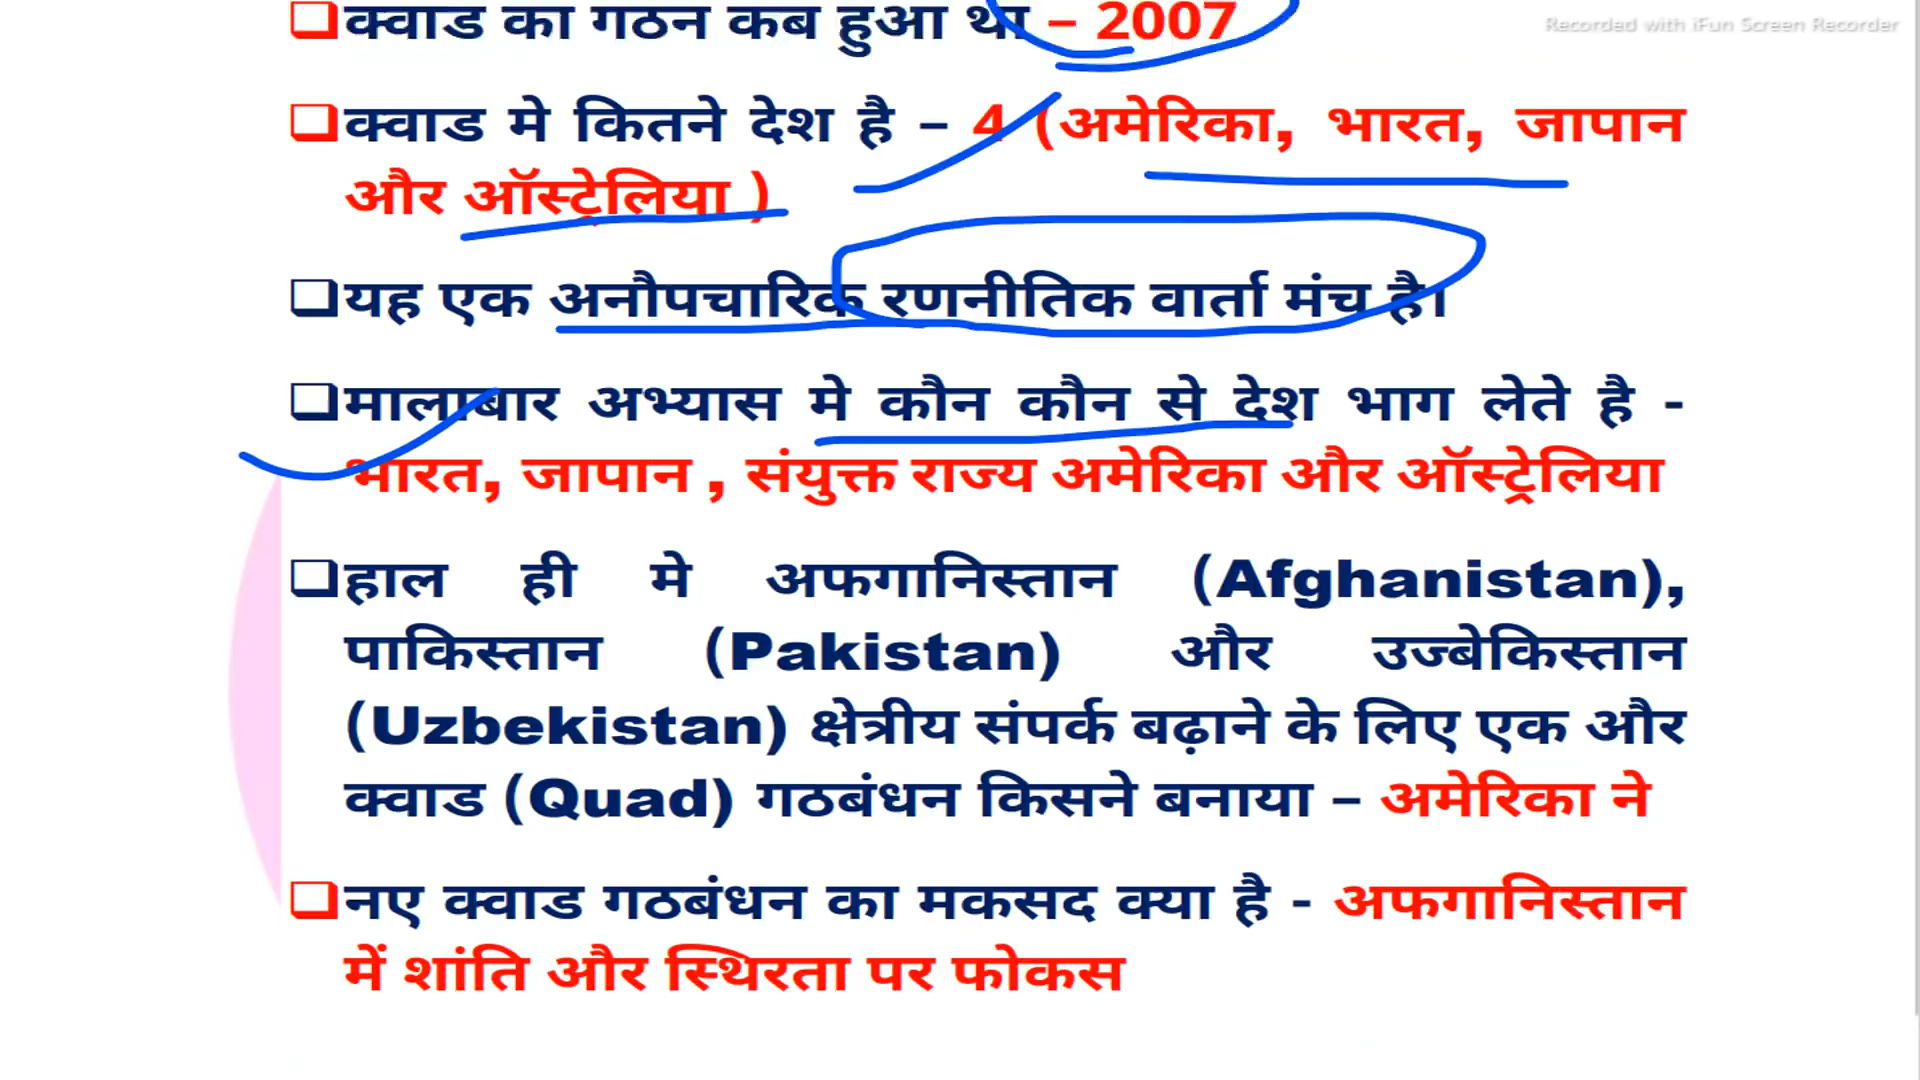 क्वाड का गठन कब हुआ था – 2007
Recorded with iFun Screen Recorder
क्वाड मे कितने देश है – 4 (अमेरिका, भारत, जापान
और ऑस्ट्रेलिया )
यह एक अनौपचारिक रणनीतिक वार्ता मंच है।
मालाबार अभ्यास मे कौन कौन से देश भाग लेते है -
भारत, जापान , संयुक्त राज्य अमेरिका और ऑस्ट्रेलिया
हाल ही मे अफगानिस्तान (Afghanistan),
पाकिस्तान (Pakistan) और उज्बेकिस्तान
(Uzbekistan) क्षेत्रीय संपर्क बढ़ाने के लिए एक और
क्वाड (Quad) गठबंधन किसने बनाया – अमेरिका ने
नए क्वाड गठबंधन का मकसद क्या है - अफगानिस्तान
में शांति और स्थिरता पर फोकस